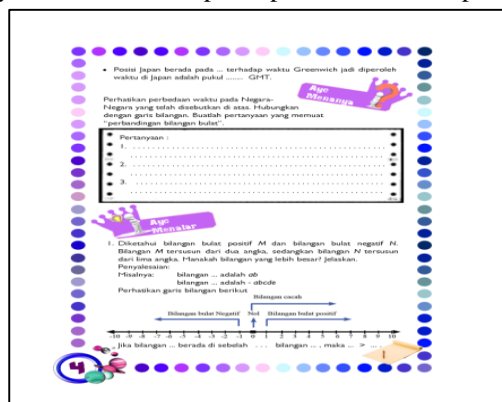 • Posisi Japan berada pada ... terhadap waktu Greenwich jadi diperoleh
waktu di Japan adalah pukul ....... GMT.
Ayo
Menanya
Perhatikan perbedaan waktu pada Negara-
Negara yang telah disebutkan di atas. Hubungkan
dengan garis bilangan. Buatlah pertanyaan yang memuat
"perbandingan bilangan bulat".
Pertanyaan :
1.
2.
3.
Ayo
Menalar
1. Diketahui bilangan bulat positif M dan bilangan bulat negatif N.
Bilangan M tersusun dari dua angka, sedangkan bilangan N tersusun
dari lima angka. Manakah bilangan yang lebih besar? Jelaskan.
Penyelesaian:
Misalnya: bilangan ... adalah ab
bilangan ... adalah - abcde
Perhatikan garis bilangan berikut
Bilangan cacah
Bilangan bulat Negatif Nol Bilangan bulat positif
-10 -9 -8 -7 -6 -5 -4 -3 -2 -1 0 1 2 3 4 5 6 7 8 9 10
Jika bilangan ... berada di sebelah . . . bilangan ... , maka ... > ...
4